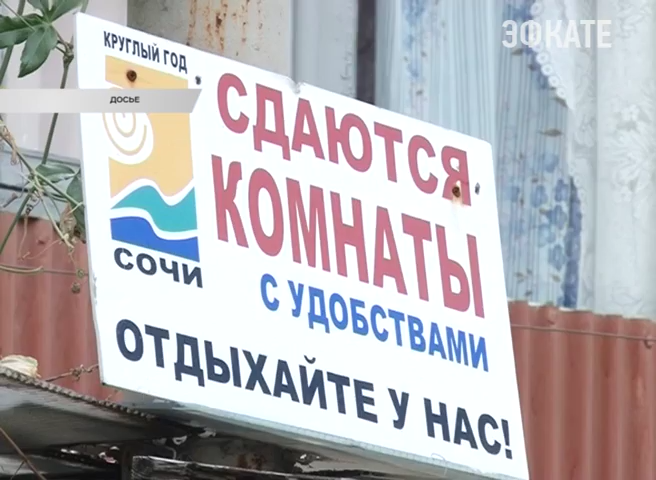 ЭФКАТЕ
КРУГЛЫЙ ГОД
ДОСЬЕ
СДАЮТСЯ
КОМНАТЫ
СОЧИ
С УДОБСТВАМИ
ОТДЫХАЙТЕ У НАС!